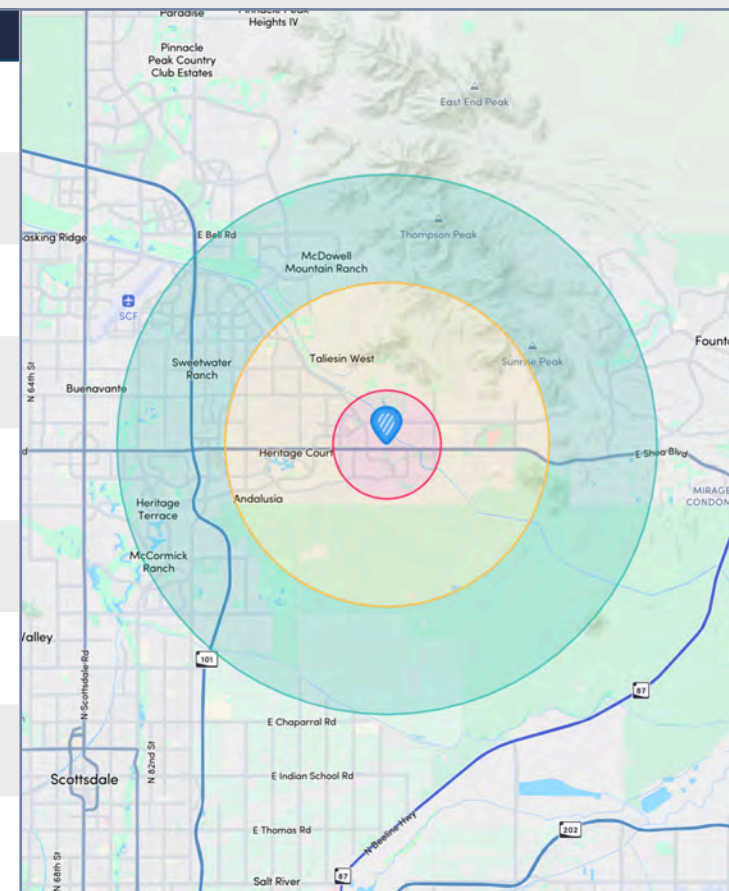 Paradise
Heights IV
Pinnacle
Peak Country
Club Estates
East End Peak
asking Ridge
E Bell Rd
Thompson Peak
McDowell
Mountain Ranch
SCF
Sweetwater
Ranch
Taliesin West
Sunrise Peak
Fount
N 64th St
Buenavante
d
Heritage Court
E Shea Blvd
Andalusia
MIRAGE
CONDOM
Heritage
Terrace
McCormick
Ranch
Valley
101
N Scottsdale Rd
87
E Chaparral Rd
N 82nd St
Scottsdale
E Indian School Rd
E Thomas Rd
N Beeline Hwy
202
N 68th St
Salt River
87